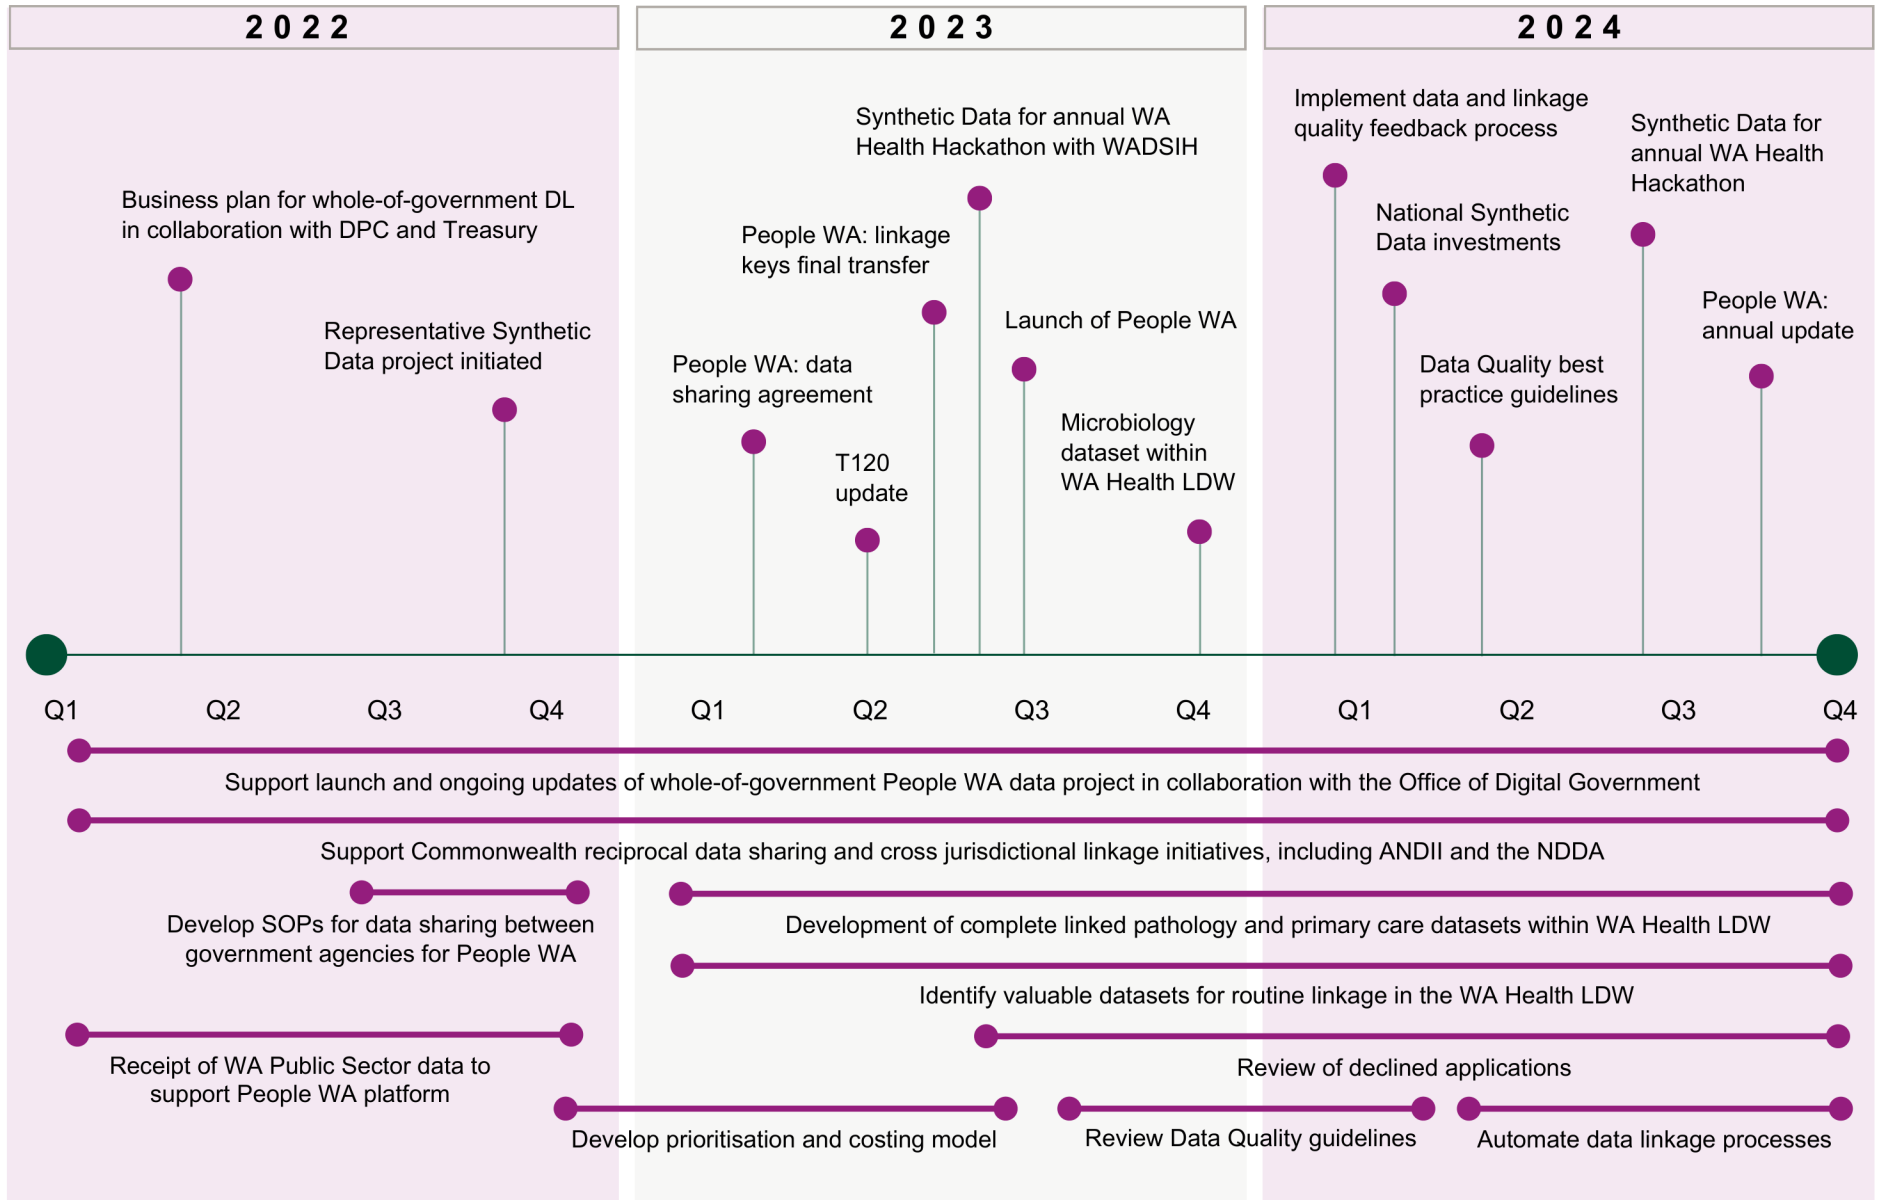 2022
2023
2024
Business plan for whole-of-government DL
in collaboration with DPC and Treasury
Representative Synthetic
Data project initiated
People WA: data
sharing agreement
T120
update
People WA: linkage
keys final transfer
Synthetic Data for annual WA
Health Hackathon with WADSIH
Launch of People WA
Microbiology
dataset within
WA Health LDW
Implement data and linkage
quality feedback process
National Synthetic
Data investments
Data Quality best
practice guidelines
Synthetic Data for
annual WA Health
Hackathon
People WA:
annual update
Q1 Q2 Q3 Q4 Q1 Q2 Q3 Q4 Q1 Q2 Q3 Q4
Support launch and ongoing updates of whole-of-government People WA data project in collaboration with the Office of Digital Government
Support Commonwealth reciprocal data sharing and cross jurisdictional linkage initiatives, including ANDII and the NDDA
Develop SOPs for data sharing between
government agencies for People WA
Development of complete linked pathology and primary care datasets within WA Health LDW
Identify valuable datasets for routine linkage in the WA Health LDW
Receipt of WA Public Sector data to
support People WA platform
Review of declined applications
Develop prioritisation and costing model
Review Data Quality guidelines
Automate data linkage processes